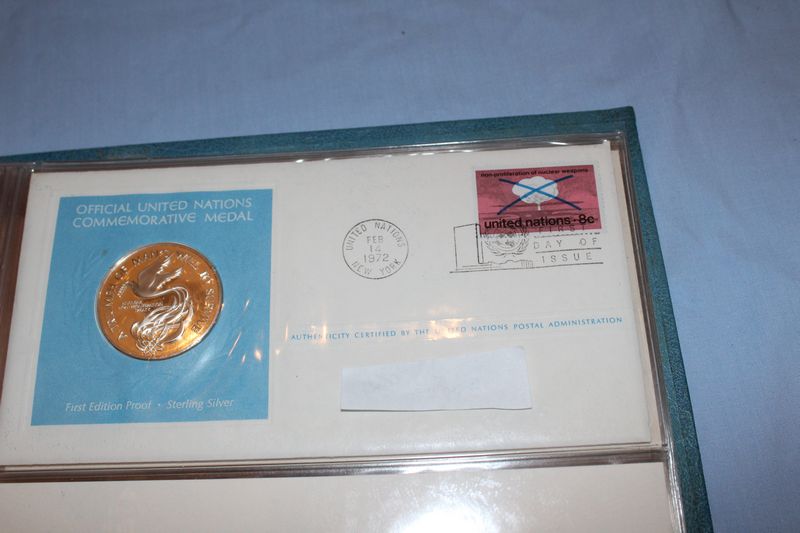 OFFICIAL UNITED NATIONS
COMMEMORATIVE MEDAL
First Edition Proof • Sterling Silver
UNITED NATIONS
FEB
14
1972
NEW YORK
non-proliferation of nuclear weapons
united nations•8c
FIRST
DAY OF
ISSUE
AUTHENTICITY CERTIFIED BY THE UNITED NATIONS POSTAL ADMINISTRATION